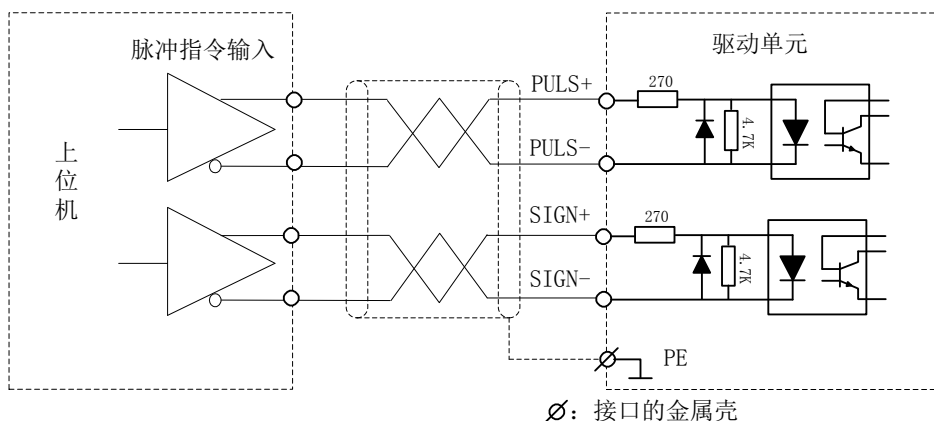 脉冲指令输入
驱动单元
上位机
PULS+
270
4.7K
PULS-
SIGN+
270
4.7K
SIGN-
PE
Ø: 接口的金属壳